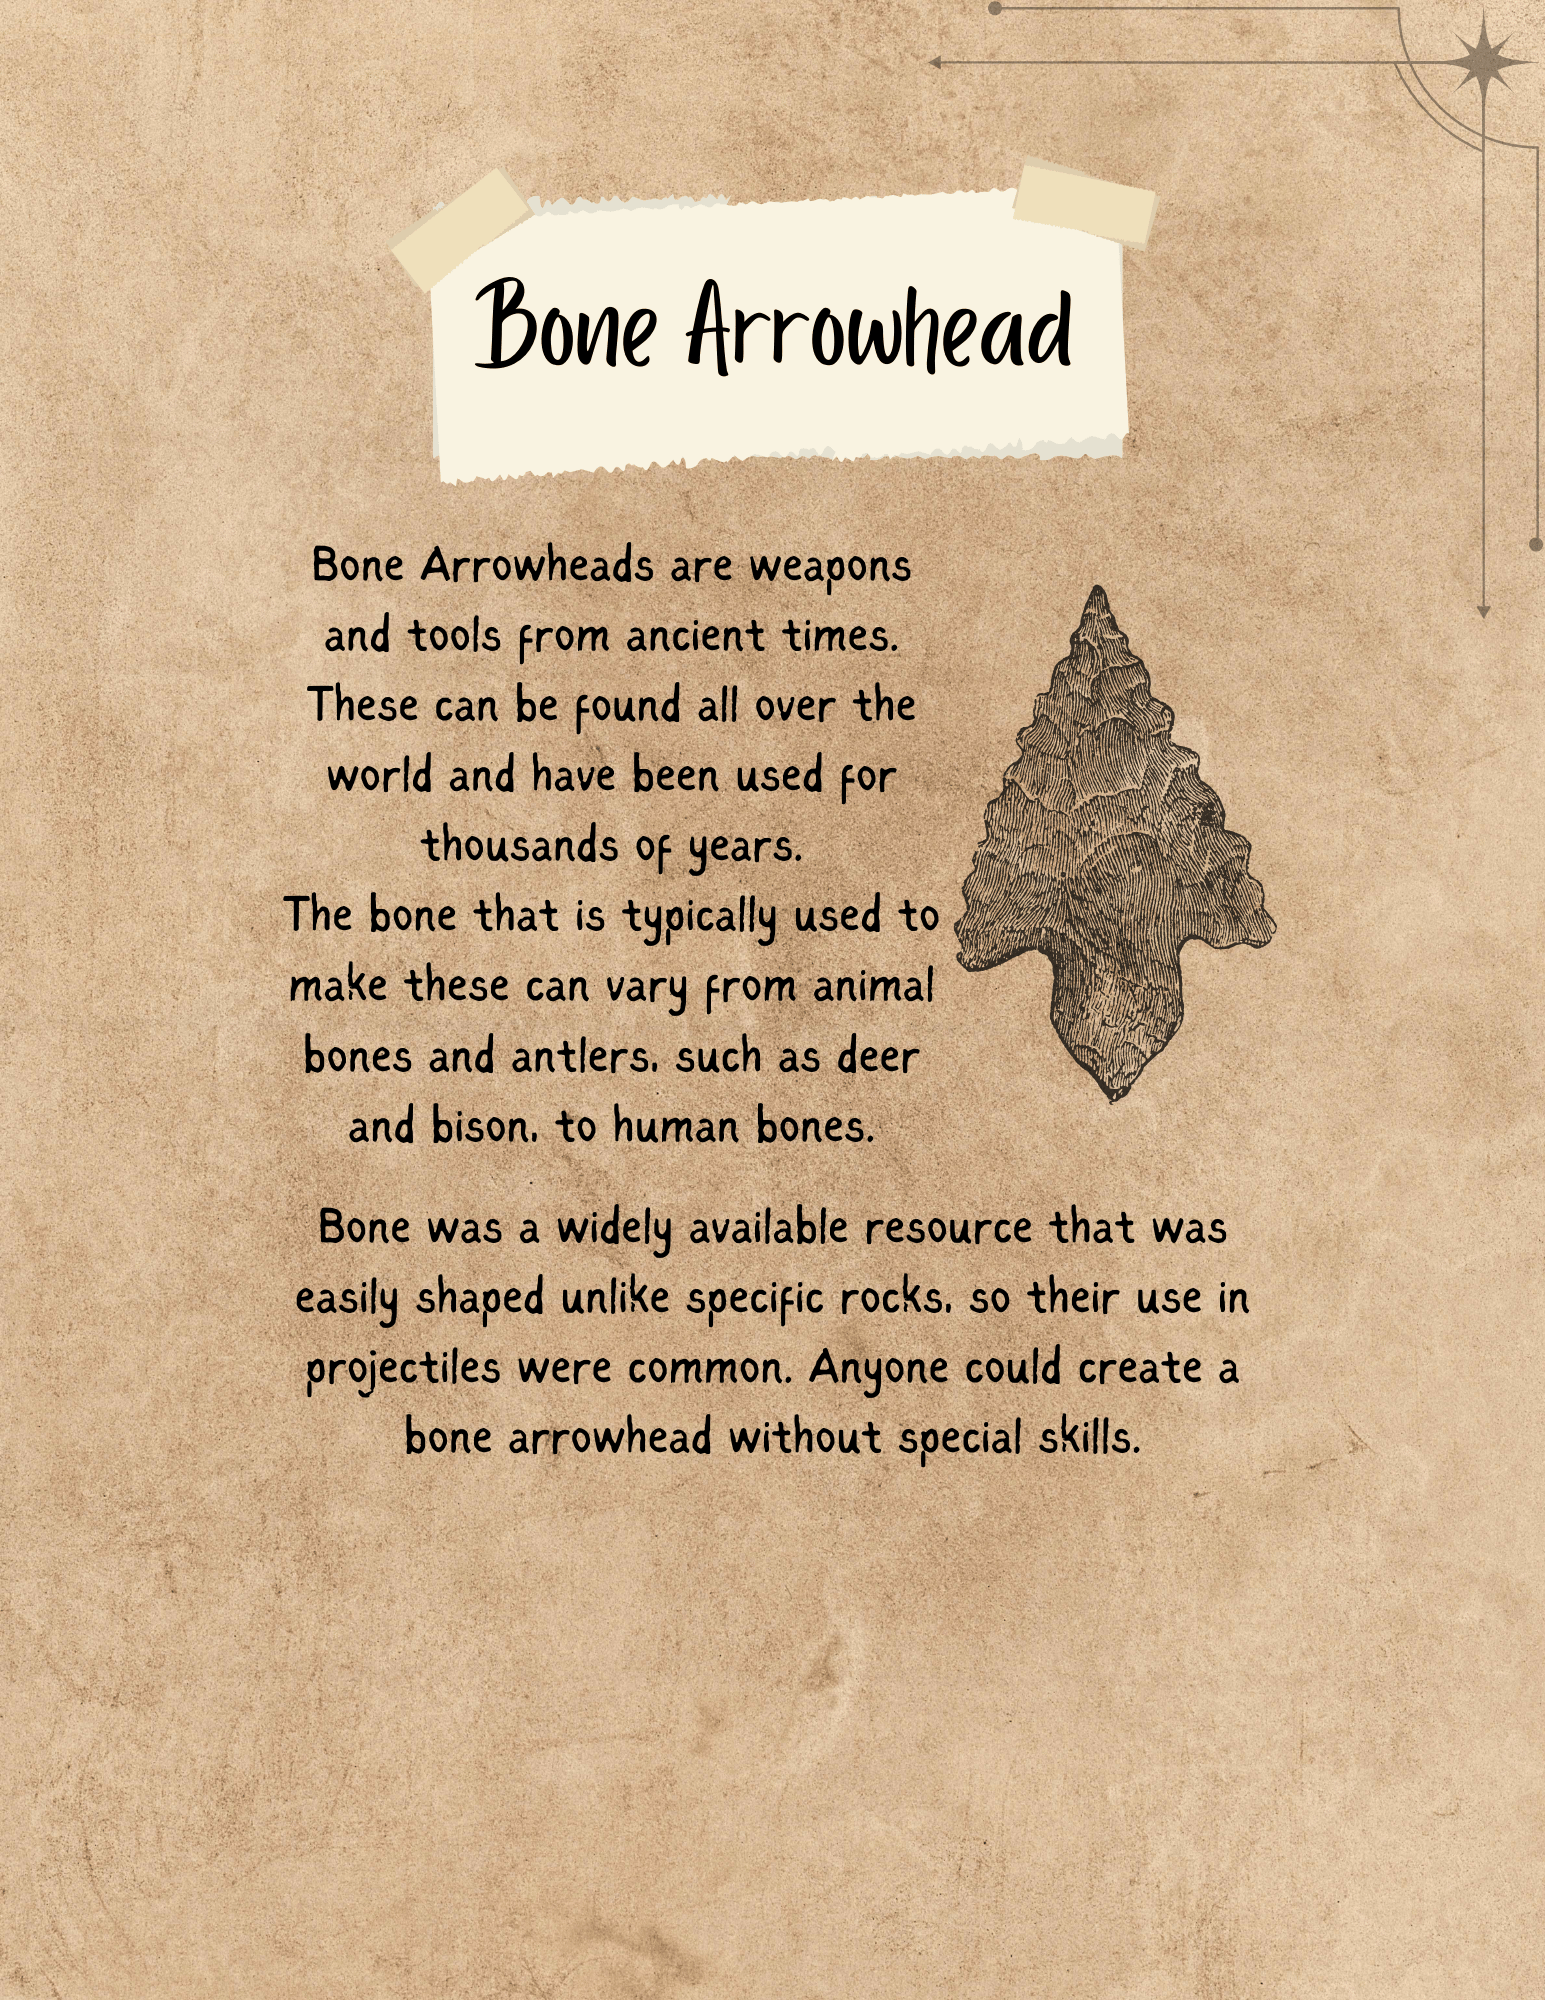 Bone Arrowhead
Bone Arrowheads are weapons
and tools from ancient times.
These can be found all over the
world and have been used for
thousands of years.
The bone that is typically used to
make these can vary from animal
bones and antlers, such as deer
and bison, to human bones.
Bone was a widely available resource that was
easily shaped unlike specific rocks, so their use in
projectiles were common. Anyone could create a
bone arrowhead without special skills.